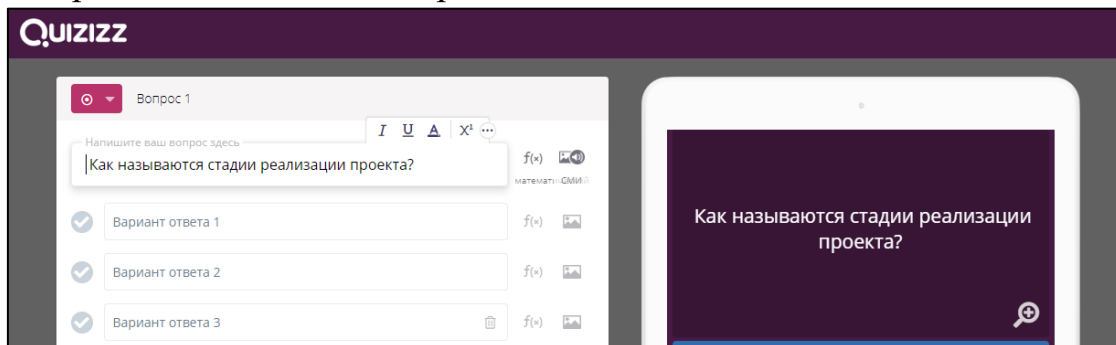 Quizizz
Вопрос 1
I U A X¹ ...
Напишите ваш вопрос здесь
Как называются стадии реализации проекта?
f(x)
СМИ
Вариант ответа 1
f(x)
Вариант ответа 2
f(x)
Вариант ответа 3
f(x)
Как называются стадии реализации
проекта?